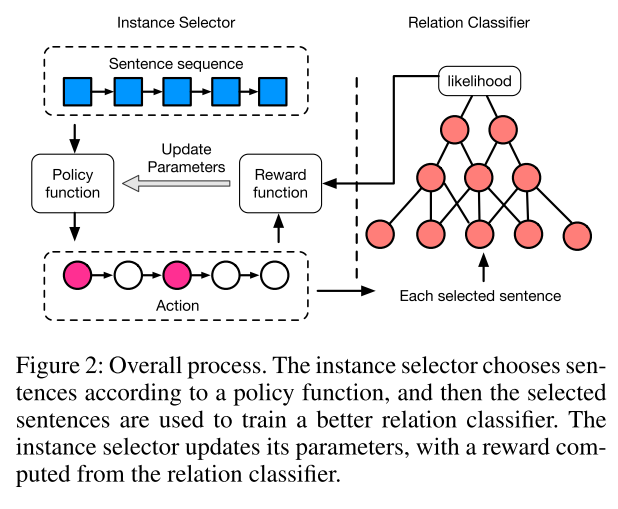 Instance Selector
Relation Classifier
Sentence sequence
likelihood
Policy
function
Update
Parameters
Reward
function
Action
Each selected sentence
Figure 2: Overall process. The instance selector chooses sen-
tences according to a policy function, and then the selected
sentences are used to train a better relation classifier. The
instance selector updates its parameters, with a reward com-
puted from the relation classifier.